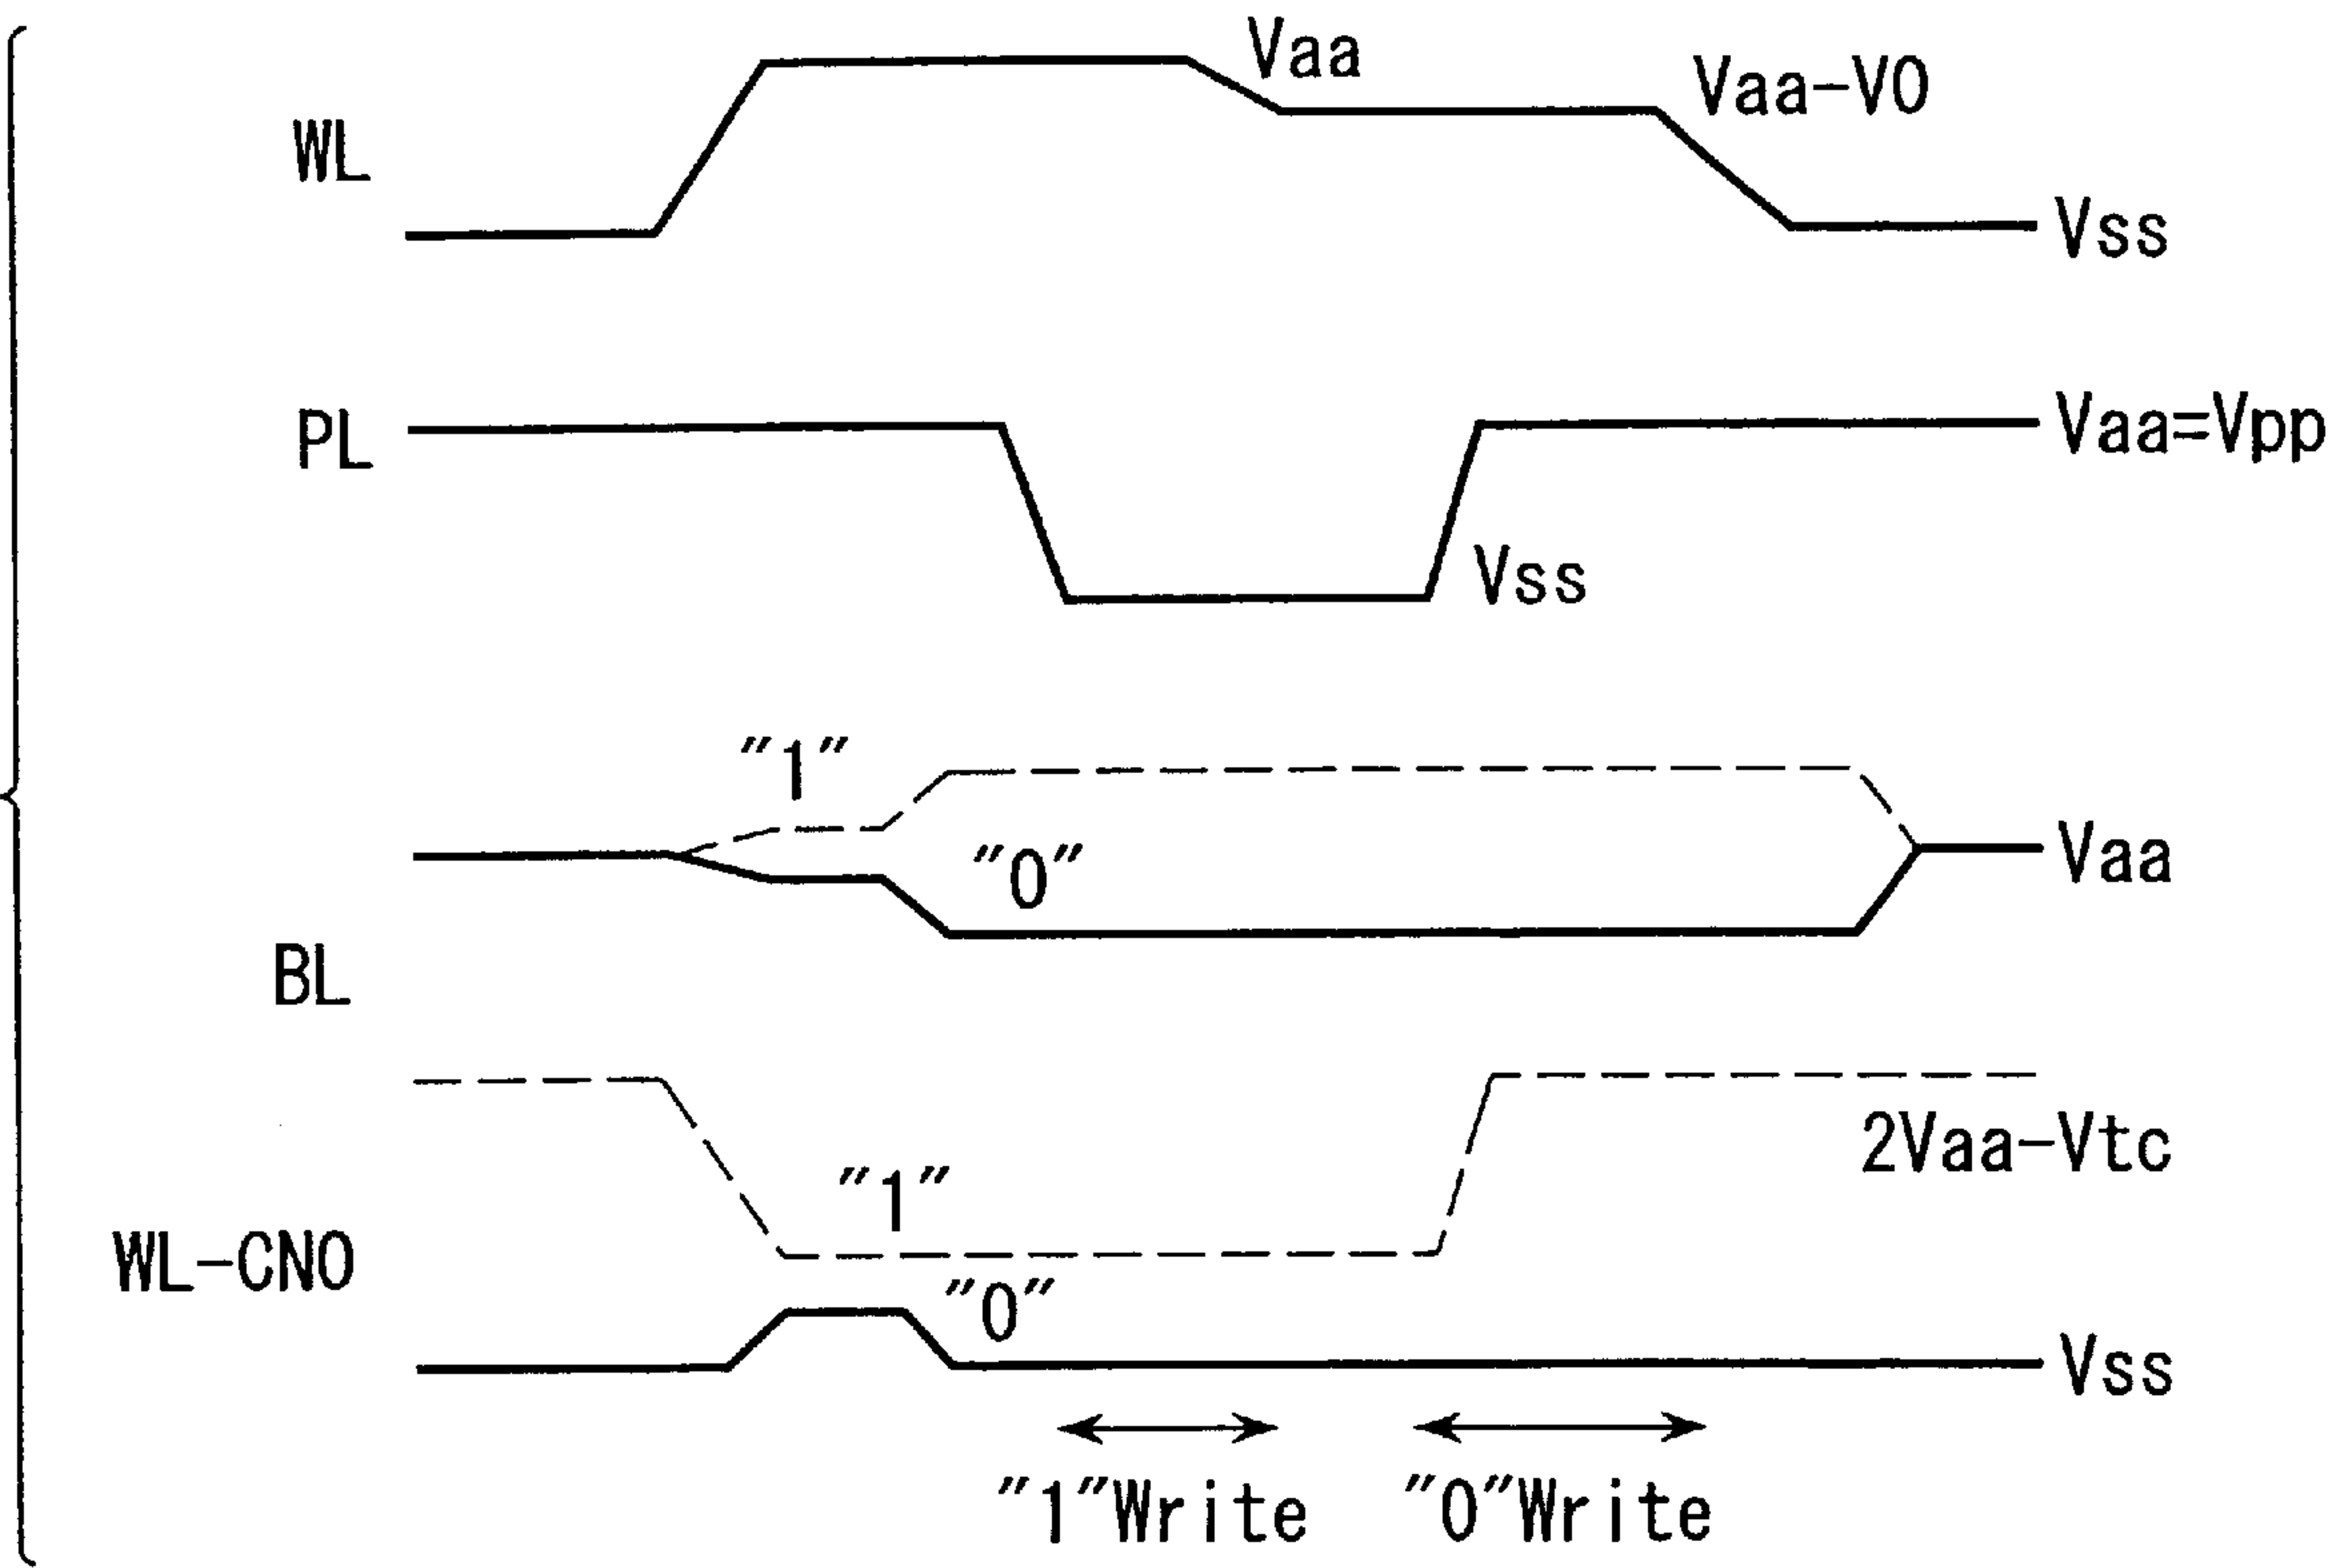 Vaa
Vaa-V0
WL
Vss
PL
Vaa=Vpp
Vss
"1"
"0"
Vaa
BL
"1"
2Vaa-Vtc
WL-CN0
"0"
Vss
"1"Write
"0"Write